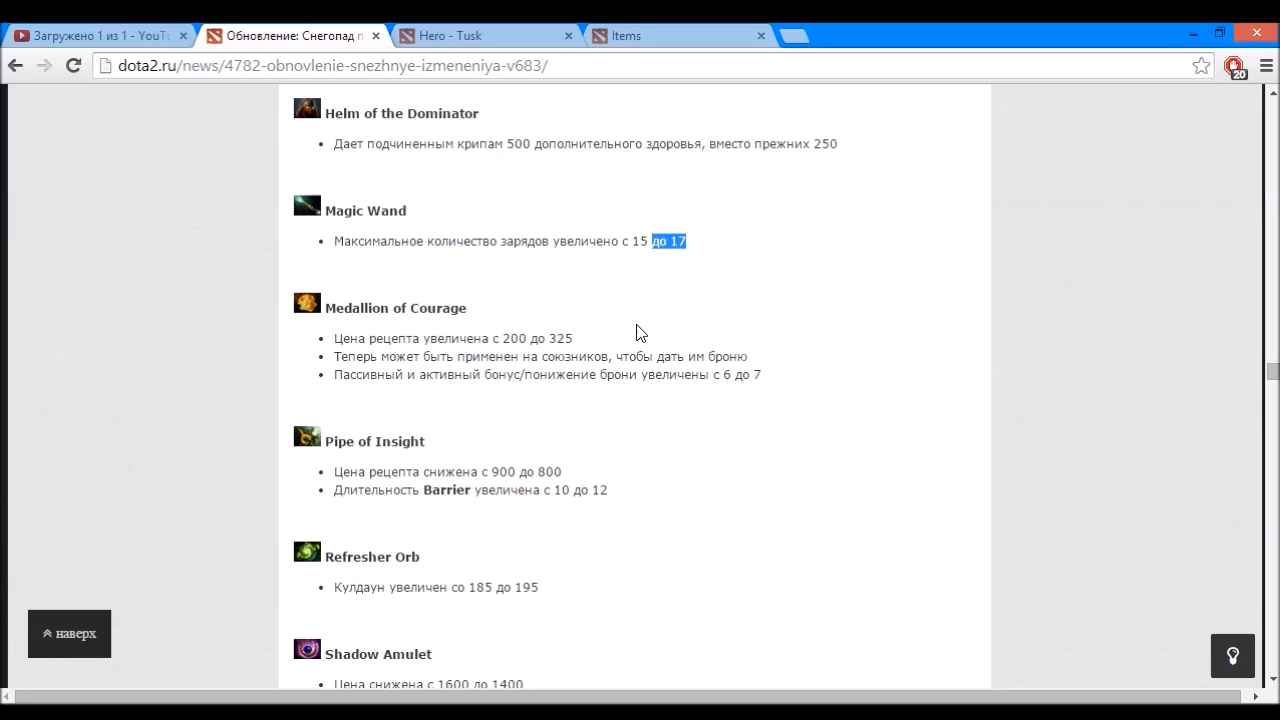 Загружено 1 из 1 - YouTu
Обновление: Снегопад п
Hero - Tusk
Items
dota2.ru/news/4782-obnovlenie-snezhnye-izmeneniya-v683/
20
Helm of the Dominator
Дает подчиненным крипам 500 дополнительного здоровья, вместо прежних 250
Magic Wand
Максимальное количество зарядов увеличено с 15 до 17
Medallion of Courage
Цена рецепта увеличена с 200 до 325
Теперь может быть применен на союзников, чтобы дать им броню
Пассивный и активный бонус/понижение брони увеличены с 6 до 7
Pipe of Insight
Цена рецепта снижена с 900 до 800
Длительность Barrier увеличена с 10 до 12
Refresher Orb
Кулдаун увеличен со 185 до 195
наверх
Shadow Amulet
Цена снижена с 1600 до 1400